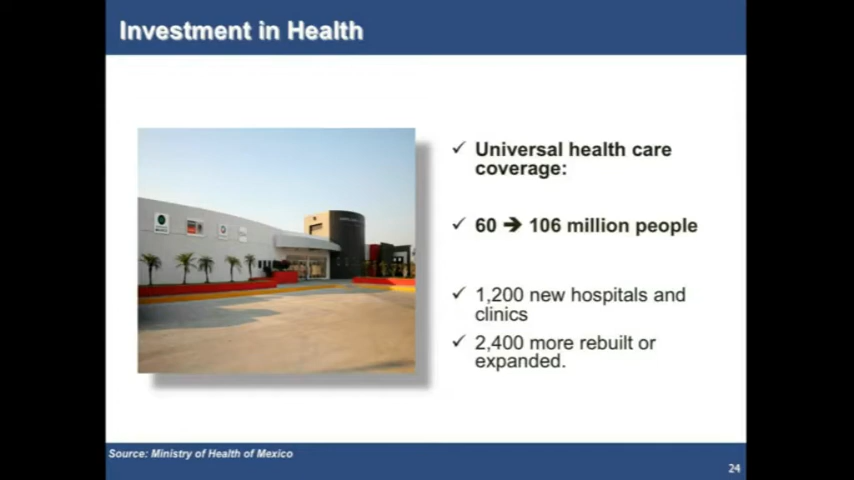 Investment in Health
✓ Universal health care
coverage:
✓ 60 ➔ 106 million people
✓ 1,200 new hospitals and
clinics
✓ 2,400 more rebuilt or
expanded.
Source: Ministry of Health of Mexico
24